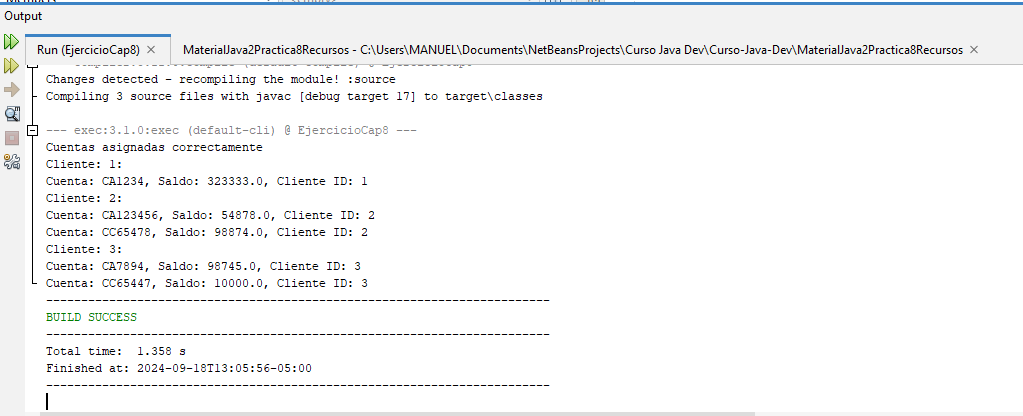 Output
Run (EjercicioCap8) × MaterialJava2Practica8Recursos - C:\Users\MANUEL\Documents\NetBeansProjects\Curso Java Dev\Curso-Java-Dev\MaterialJava2Practica8Recursos ×
Changes detected - recompiling the module! :source
Compiling 3 source files with javac [debug target 17] to target\classes
--- exec:3.1.0:exec (default-cli) @ EjercicioCap8 ---
Cuentas asignadas correctamente
Cliente: 1:
Cuenta: CA1234, Saldo: 323333.0, Cliente ID: 1
Cliente: 2:
Cuenta: CA123456, Saldo: 54878.0, Cliente ID: 2
Cuenta: CC65478, Saldo: 98874.0, Cliente ID: 2
Cliente: 3:
Cuenta: CA7894, Saldo: 98745.0, Cliente ID: 3
Cuenta: CC65447, Saldo: 10000.0, Cliente ID: 3
------------------------------------------------------------------------
BUILD SUCCESS
------------------------------------------------------------------------
Total time:  1.358 s
Finished at: 2024-09-18T13:05:56-05:00
------------------------------------------------------------------------